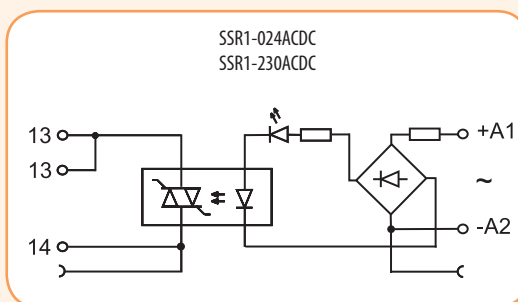 SSR1-024ACDC
SSR1-230ACDC
13
13
14
+A1
~
-A2